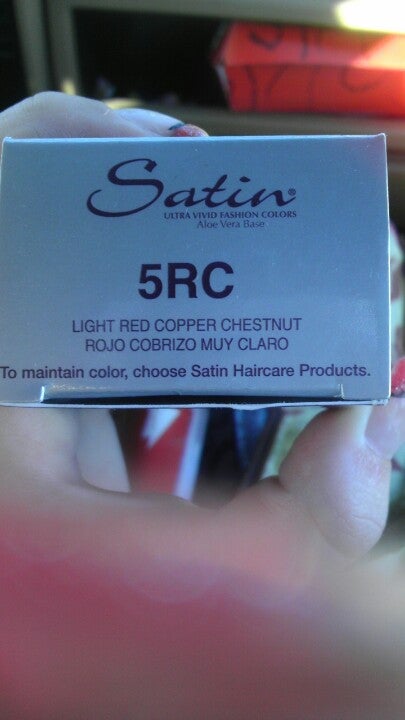 Satin®
ULTRA VIVID FASHION COLORS
Aloe Vera Base
5RC
LIGHT RED COPPER CHESTNUT
ROJO COBRIZO MUY CLARO
To maintain color, choose Satin Haircare Products.